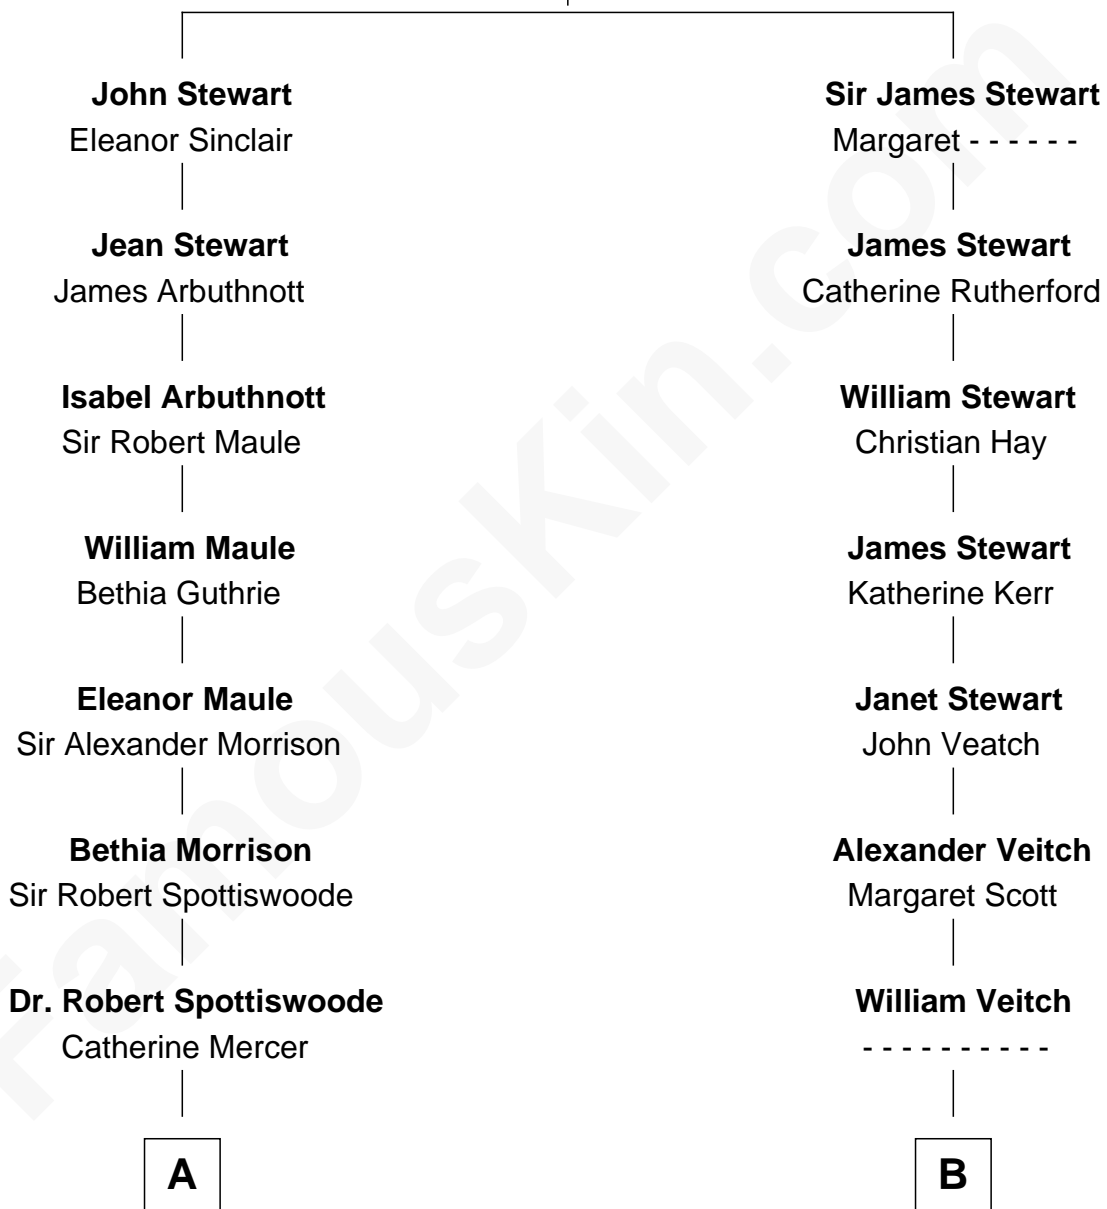 John Stewart
Eleanor Sinclair
Jean Stewart
James Arbuthnott
Isabel Arbuthnott
Sir Robert Maule
William Maule
Bethia Guthrie
Eleanor Maule
Sir Alexander Morrison
Bethia Morrison
Sir Robert Spottiswoode
Dr. Robert Spottiswoode
Catherine Mercer
A
Sir James Stewart
Margaret - - - - - -
James Stewart
Catherine Rutherford
William Stewart
Christian Hay
James Stewart
Katherine Kerr
Janet Stewart
John Veatch
Alexander Veitch
Margaret Scott
William Veitch
- - - - - - - - - -
B
FamousKin.com